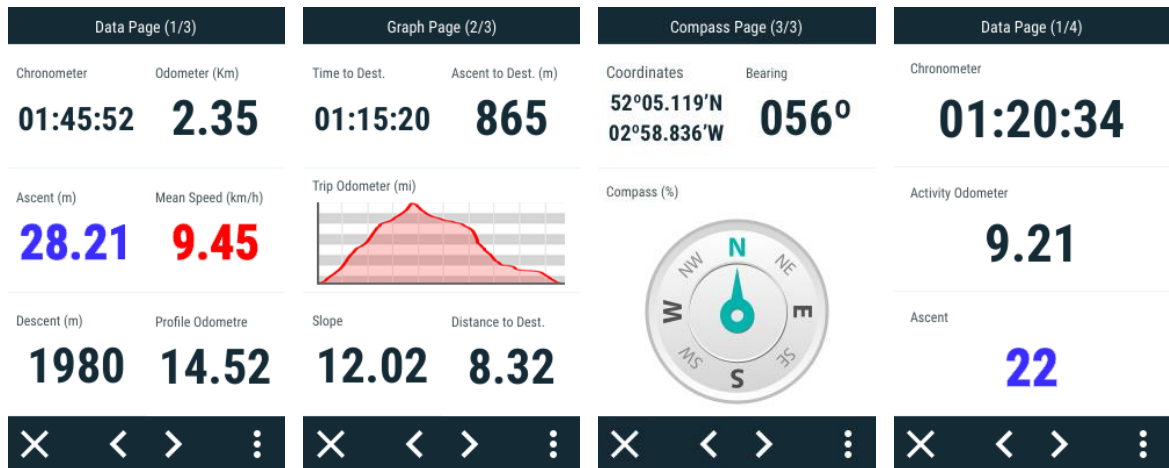 Data Page (1/3)
Chronometer
Odometer (Km)
01:45:52
2.35
Ascent (m)
Mean Speed (km/h)
28.21
9.45
Descent (m)
Profile Odometre
1980
14.52
Graph Page (2/3)
Time to Dest.
Ascent to Dest. (m)
01:15:20
865
Trip Odometer (mi)
Slope
Distance to Dest.
12.02
8.32
Compass Page (3/3)
Coordinates
Bearing
52º05.119’N
02º58.836’W
056º
Compass (%)
N
NW
NE
W
E
SW
SE
S
Data Page (1/4)
Chronometer
01:20:34
Activity Odometer
9.21
Ascent
22